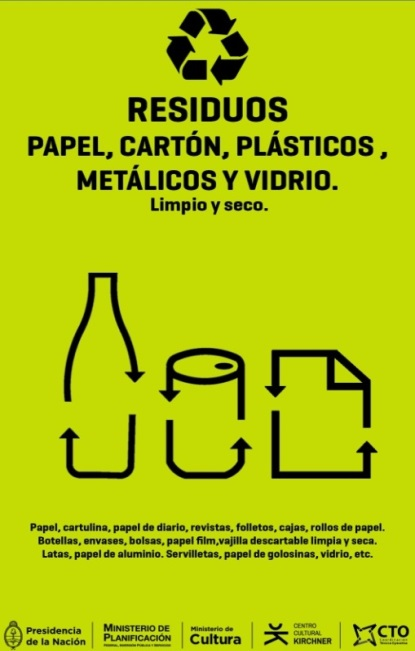 RESIDUOS
PAPEL, CARTÓN, PLÁSTICOS ,
METÁLICOS Y VIDRIO.
Limpio y seco.
Papel, cartulina, papel de diario, revistas, folletos, cajas, rollos de papel.
Botellas, envases, bolsas, papel film,vajilla descartable limpia y seca.
Latas, papel de aluminio. Servilletas, papel de golosinas, vidrio, etc.
Presidencia
de la Nación
MINISTERIO DE
PLANIFICACIÓN
Ministerio de
Cultura
CENTRO
CULTURAL
KIRCHNER
CTO